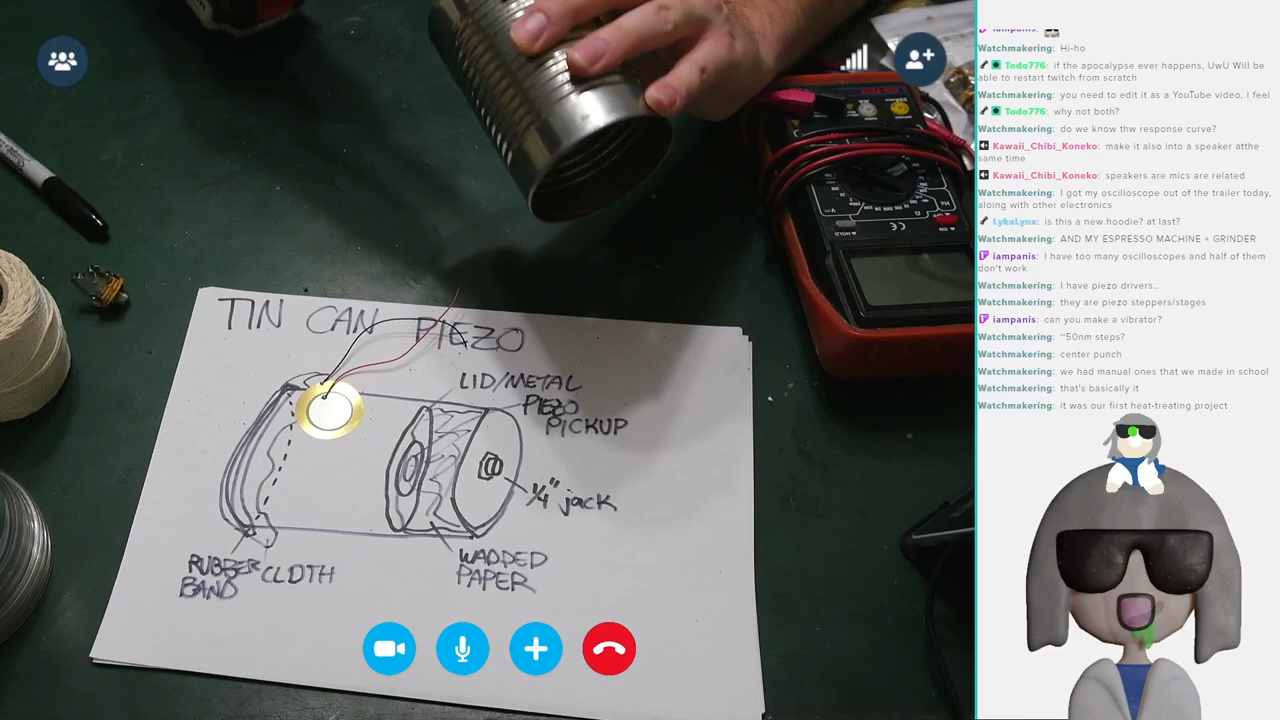 TIN CAN PIEZO
LID/METAL
PIEZO
PICKUP
1/4" jack
RUBBER
BAND
CLOTH
WADDED
PAPER
HOLD
iampanis:
Watchmakering: Hi-ho
Todo776: if the apocalypse ever happens, UwU Will be
able to restart twitch from scratch
Watchmakering: you need to edit it as a YouTube video, I feel
Todo776: why not both?
Watchmakering: do we know thw response curve?
Kawaii_Chibi_Koneko: make it also into a speaker atthe
same time
Kawaii_Chibi_Koneko: speakers are mics are related
Watchmakering: I got my oscilloscope out of the trailer today,
along with other electronics
LykaLynx: is this a new hoodie? at last?
Watchmakering: AND MY ESPRESSO MACHINE + GRINDER
iampanis: I have too many oscilloscopes and half of them
don't work
Watchmakering: I have piezo drivers..
Watchmakering: they are piezo steppers/stages
iampanis: can you make a vibrator?
Watchmakering: ~50nm steps?
Watchmakering: center punch
Watchmakering: we had manual ones that we made in school
Watchmakering: that's basically it
Watchmakering: it was our first heat-treating project